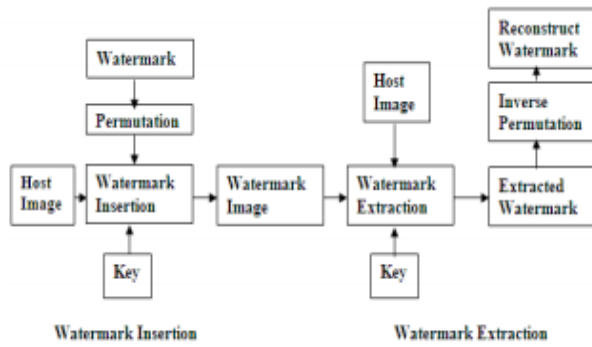 Watermark
Permutation
Host
Image
Watermark
Insertion
Key
Watermark
Image
Host
Image
Watermark
Extraction
Key
Reconstruct
Watermark
Inverse
Permutation
Extracted
Watermark
Watermark Insertion
Watermark Extraction